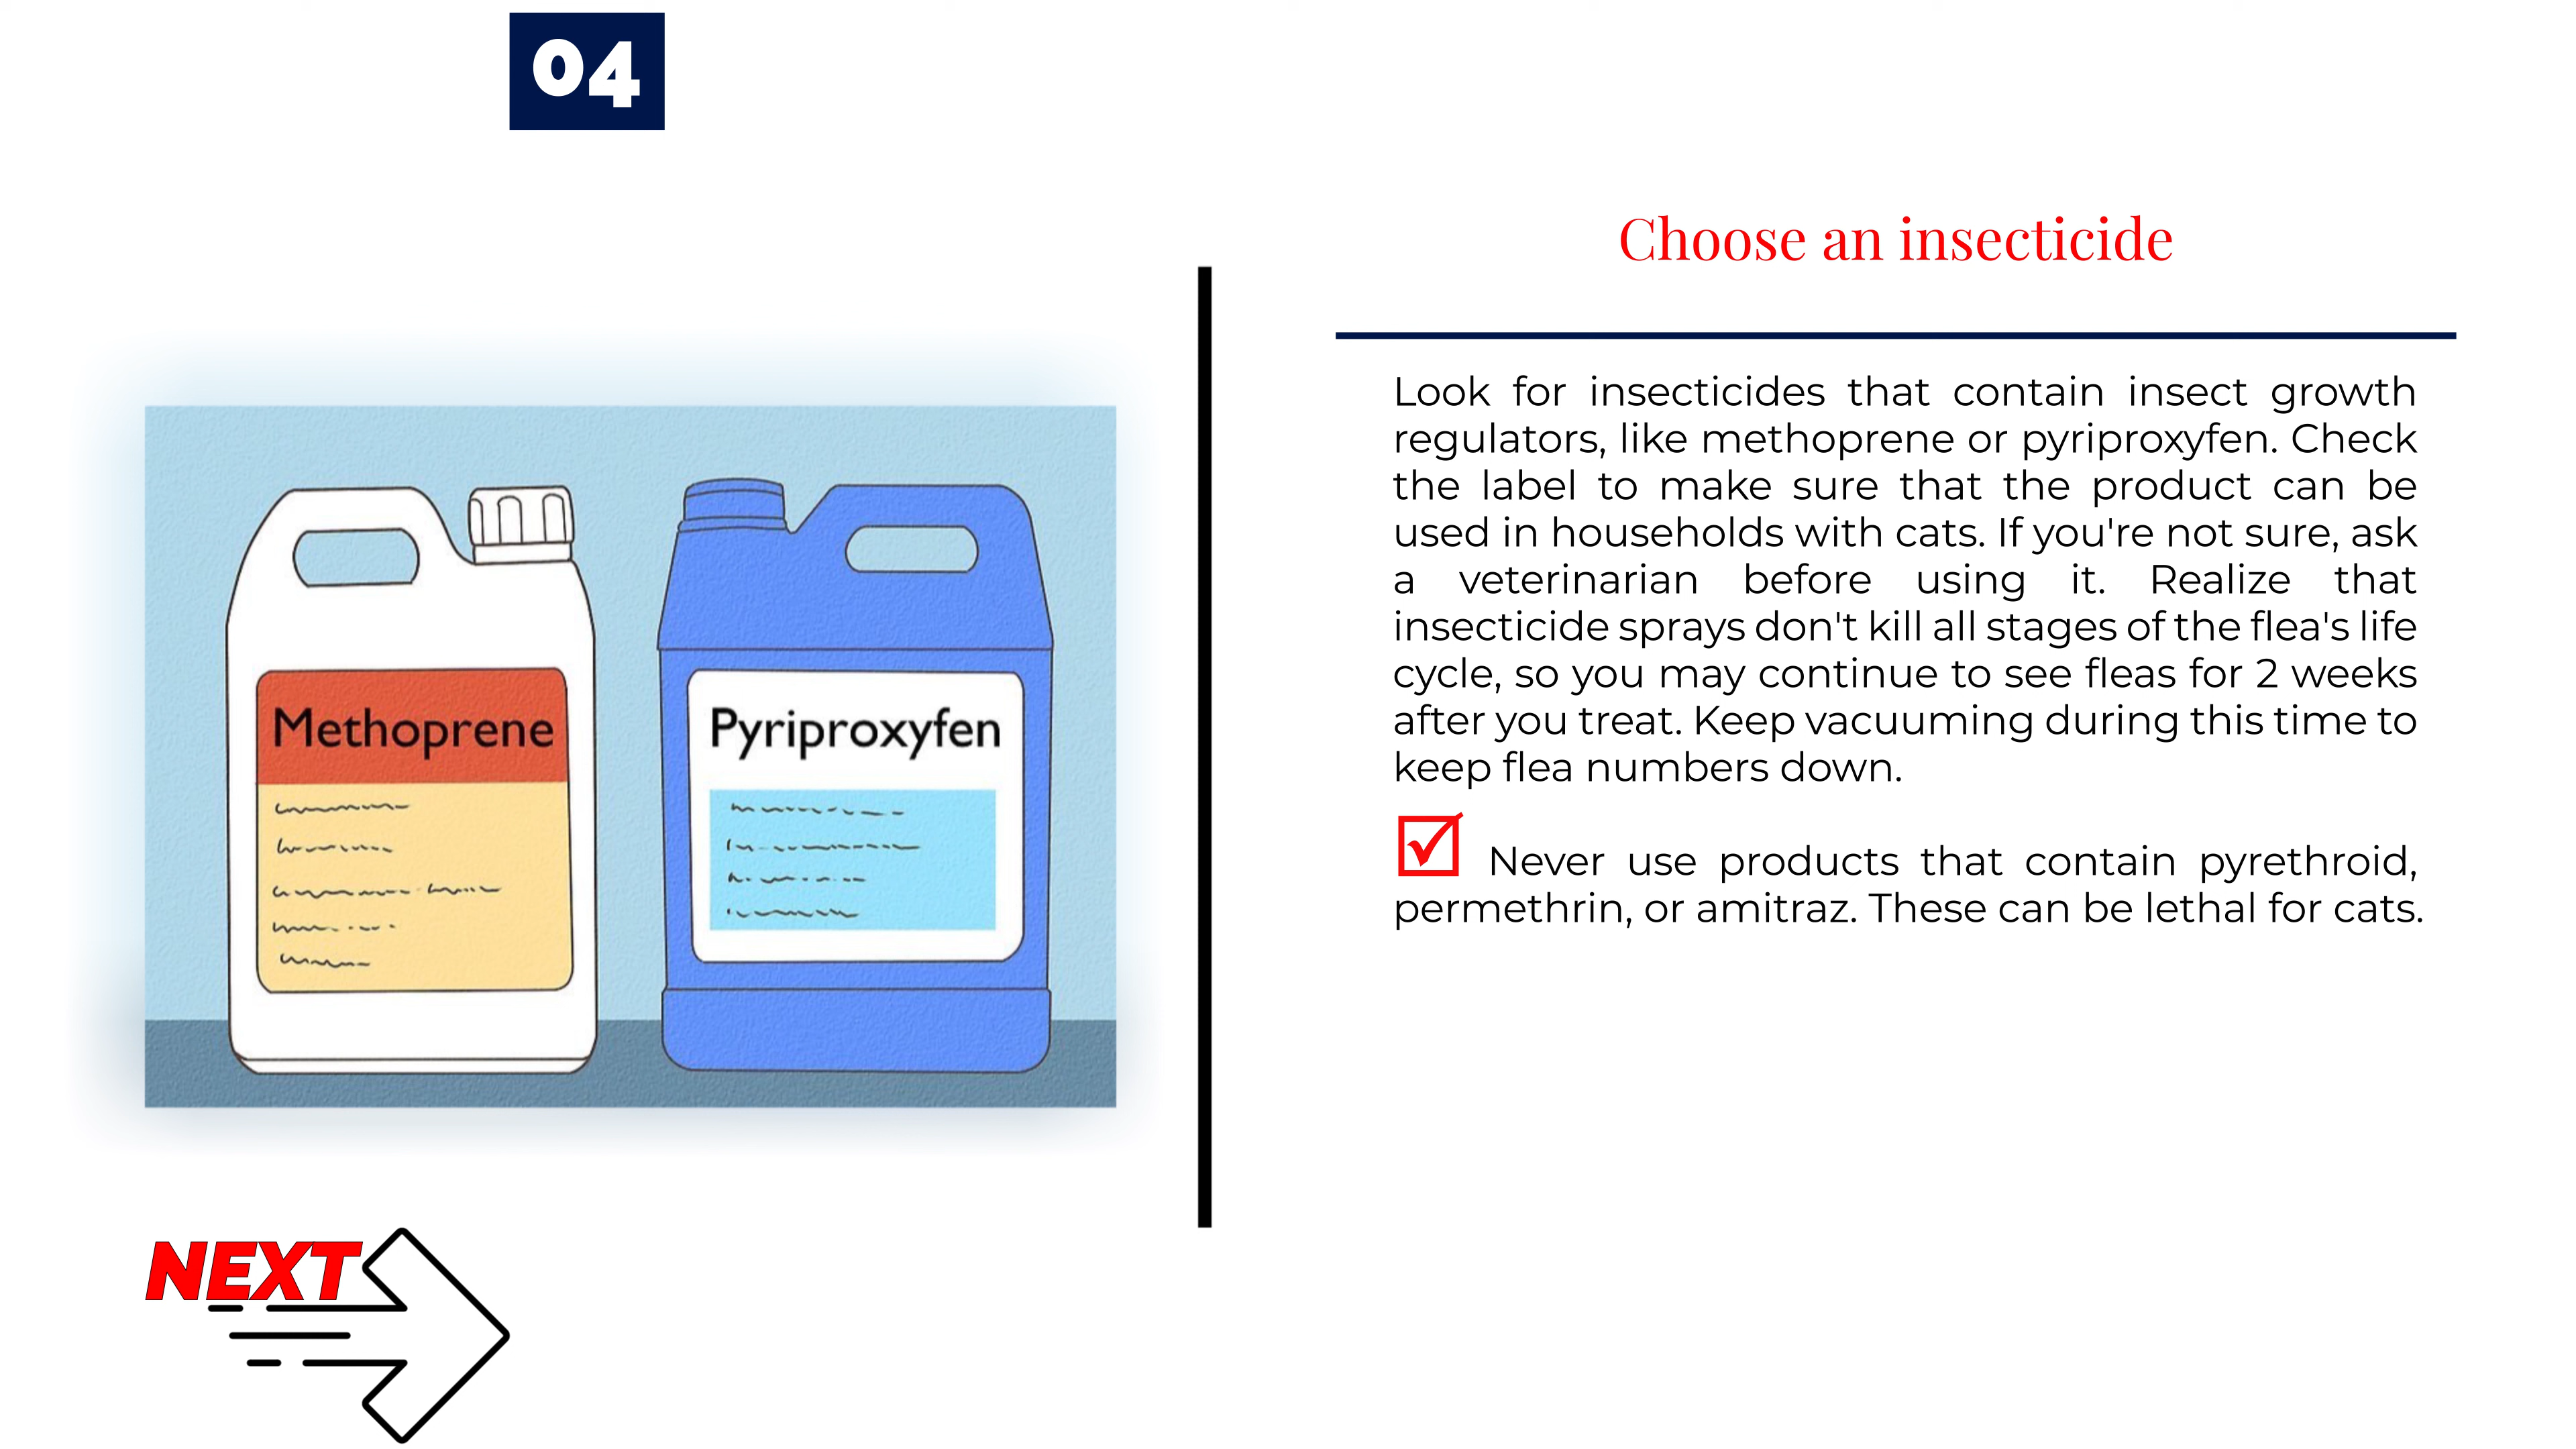 04
Choose an insecticide
Look for insecticides that contain insect growth
regulators, like methoprene or pyriproxyfen. Check
the label to make sure that the product can be
used in households with cats. If you're not sure, ask
a veterinarian before using it. Realize that
insecticide sprays don't kill all stages of the flea's life
cycle, so you may continue to see fleas for 2 weeks
after you treat. Keep vacuuming during this time to
keep flea numbers down.
Never use products that contain pyrethroid,
permethrin, or amitraz. These can be lethal for cats.
Methoprene
Pyriproxyfen
NEXT